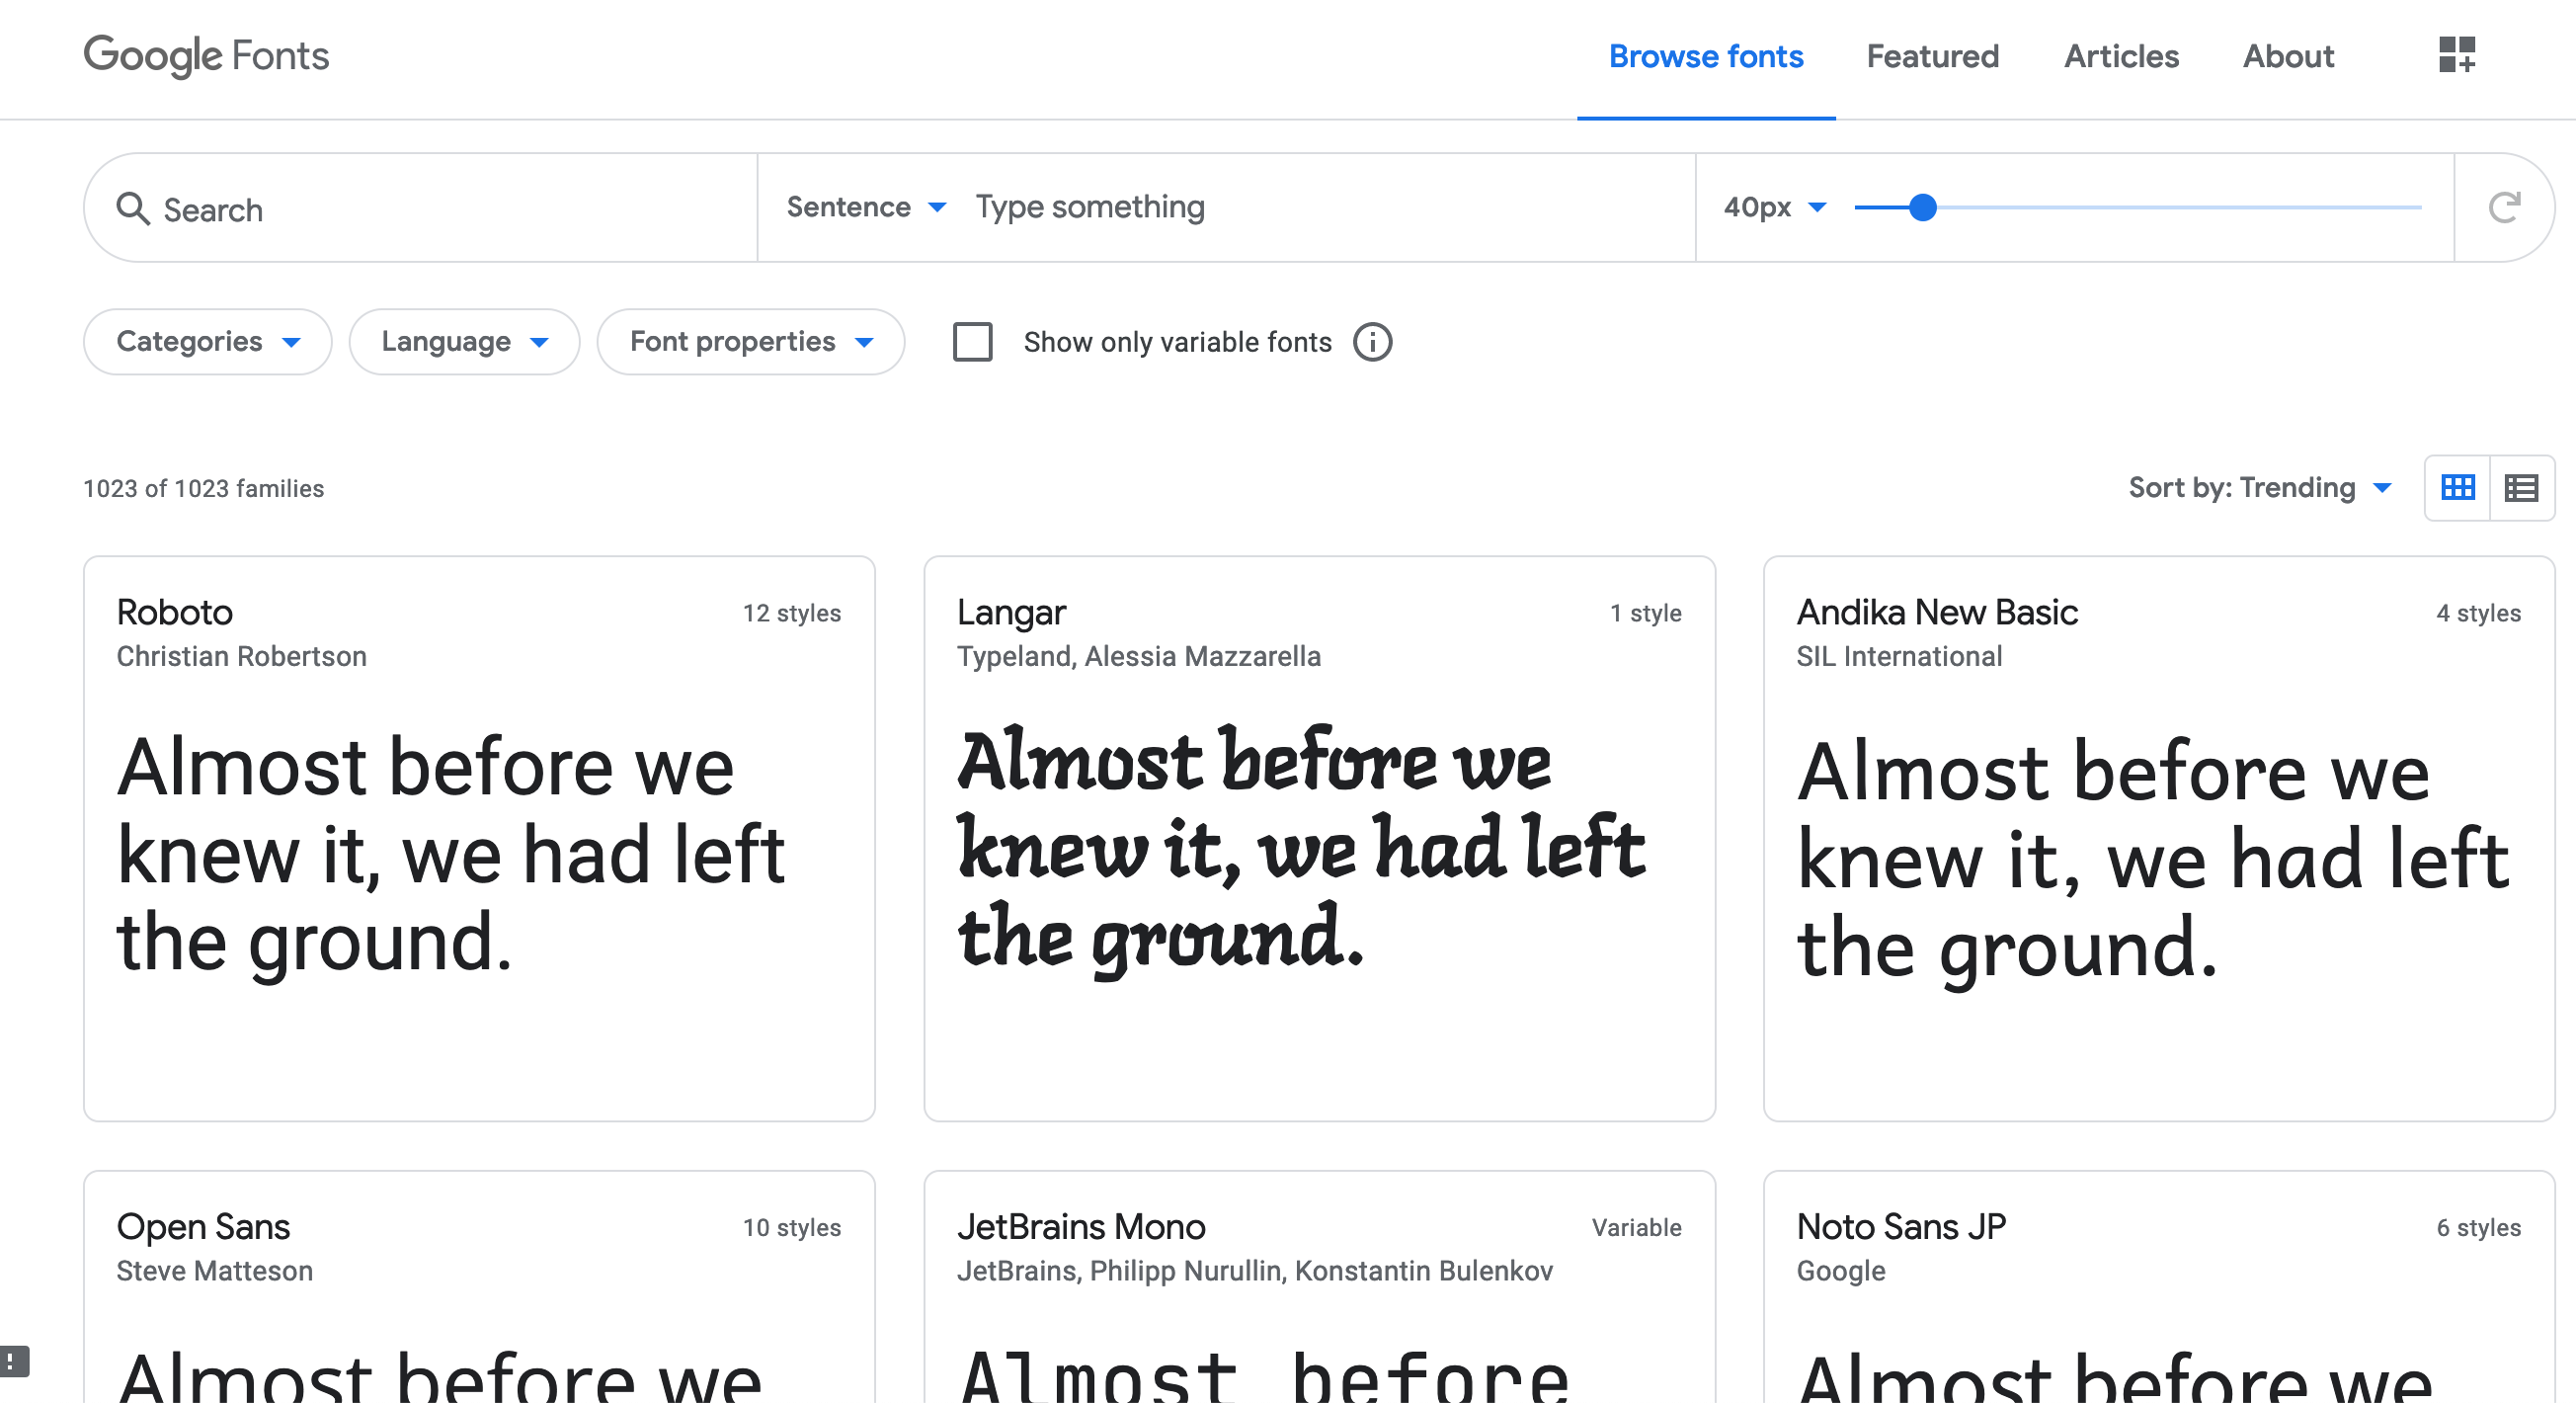 Google Fonts
Browse fonts
Featured
Articles
About
Search
Sentence
Type something
40px
Categories
Language
Font properties
Show only variable fonts
1023 of 1023 families
Sort by: Trending
Roboto
12 styles
Christian Robertson
Almost before we
knew it, we had left
the ground.
Langar
1 style
Typeland, Alessia Mazzarella
Almost before we
knew it, we had left
the ground.
Andika New Basic
4 styles
SIL International
Almost before we
knew it, we had left
the ground.
Open Sans
10 styles
Steve Matteson
Almost before we
JetBrains Mono
Variable
JetBrains, Philipp Nurullin, Konstantin Bulenkov
Almost before
Noto Sans JP
6 styles
Google
Almost before we